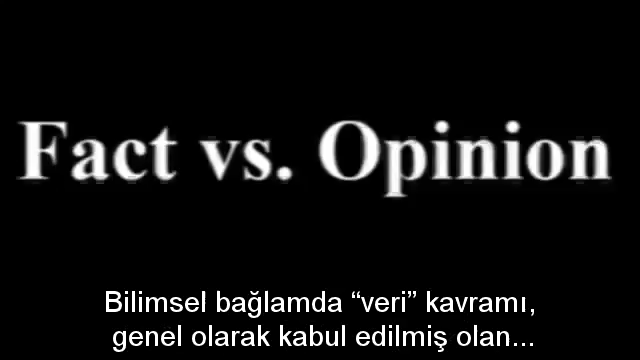 Fact vs. Opinion
Bilimsel bağlamda “veri” kavramı,
genel olarak kabul edilmiş olan...